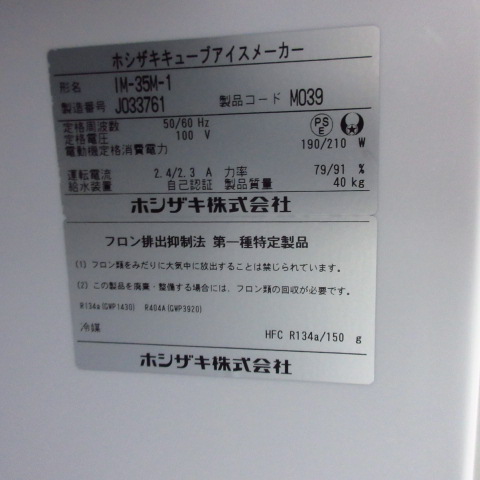 ホシザキキューブアイスメーカー
形名 IM-35M-1
製造番号 J033761 製品コード M039
定格周波数 50/60 Hz
定格電圧 100 V
PS
E
電動機定格消費電力 190/210 W
運転電流 2.4/2.3 A 力率 79/91 %
給水装置 自己認証 製品質量 40 kg
ホシザキ株式会社
フロン排出抑制法 第一種特定製品
(1) フロン類をみだりに大気中に放出することは禁じられています。
(2) この製品を廃棄・整備する場合には、フロン類の回収が必要です。
R134a(GWP1430) R404A(GWP3920)
冷媒 HFC R134a/150 g
ホシザキ株式会社